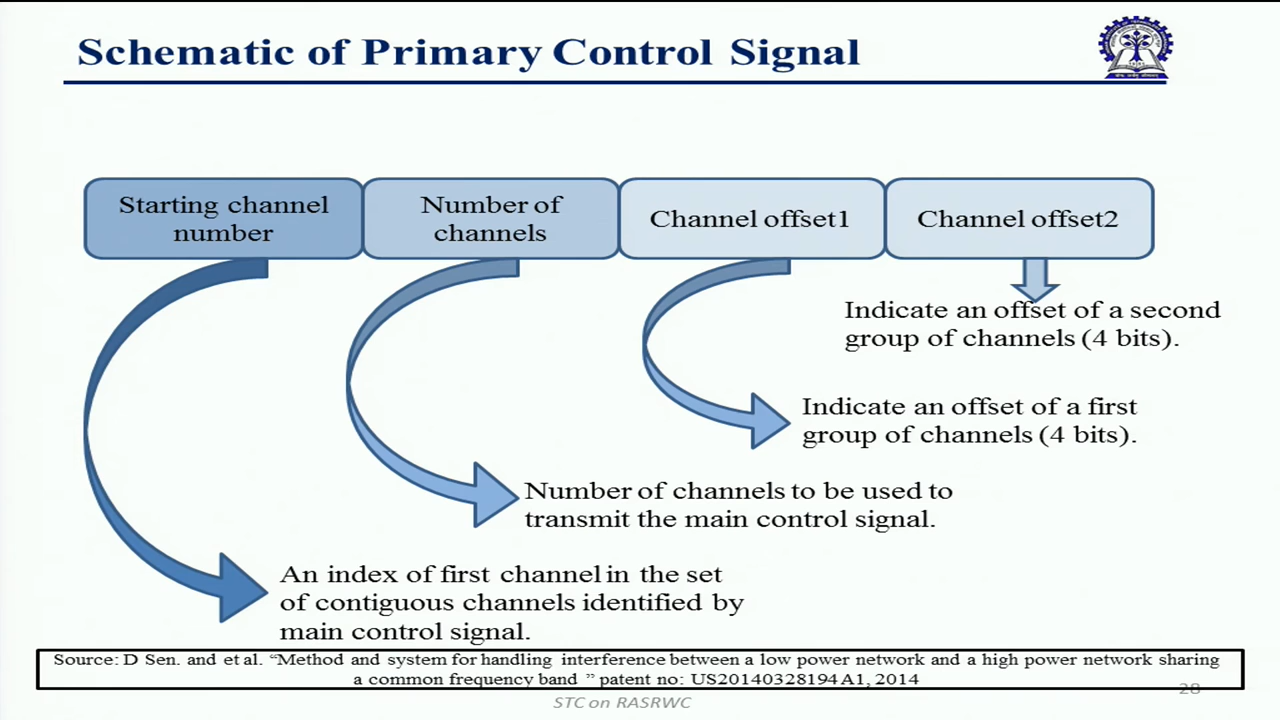 Schematic of Primary Control Signal
Starting channel
number
Number of
channels
Channel offset1
Channel offset2
Indicate an offset of a second
group of channels (4 bits).
Indicate an offset of a first
group of channels (4 bits).
Number of channels to be used to
transmit the main control signal.
An index of first channel in the set
of contiguous channels identified by
main control signal.
Source: D Sen. and et al. “Method and system for handling interference between a low power network and a high power network sharing
a common frequency band ” patent no: US20140328194 A1, 2014
28
STC on RASRWC